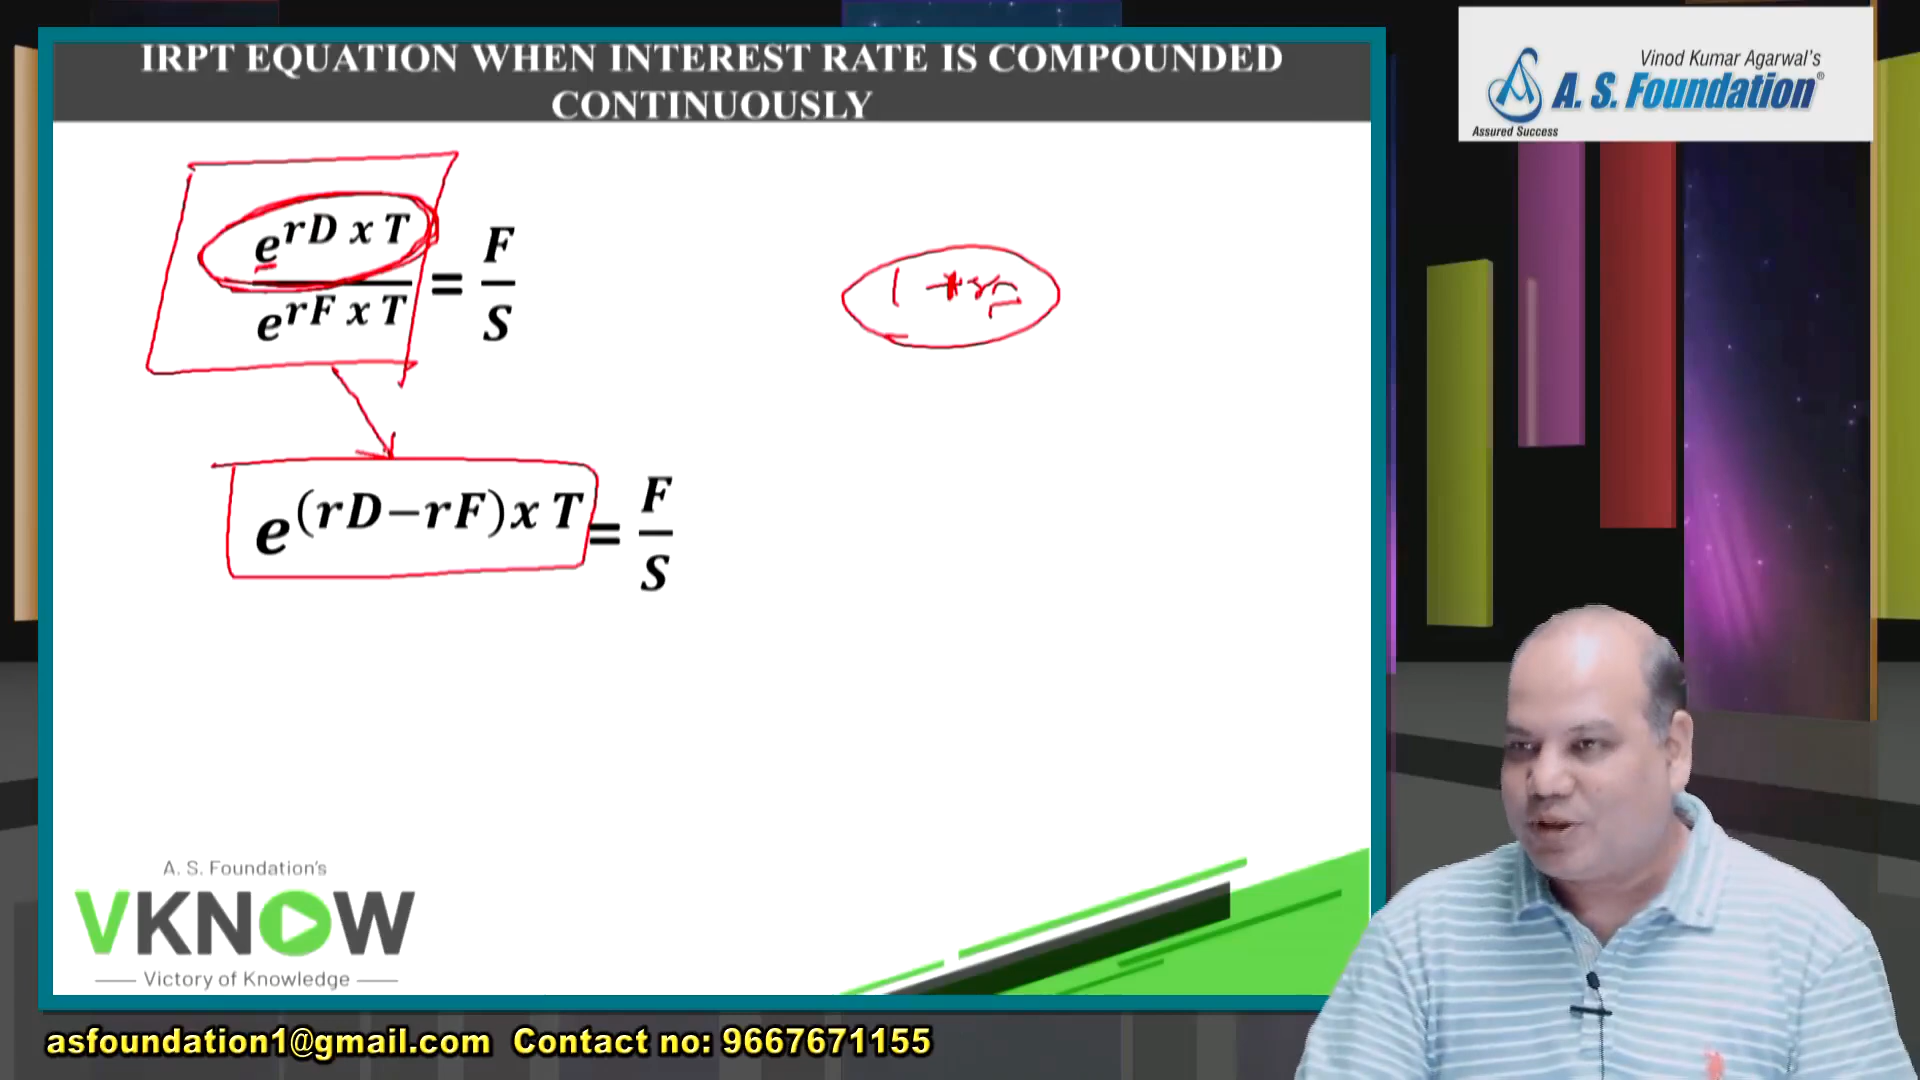 IRPT EQUATION WHEN INTEREST RATE IS COMPOUNDED
CONTINUOUSLY
Vinod Kumar Agarwal's
A. S. Foundation®
Assured Success
e^{rD x T} / e^{rF x T} = F / S
e^{(rD−rF)x T} = F / S
A. S. Foundation's
VKNOW
Victory of Knowledge
asfoundation1@gmail.com Contact no: 9667671155